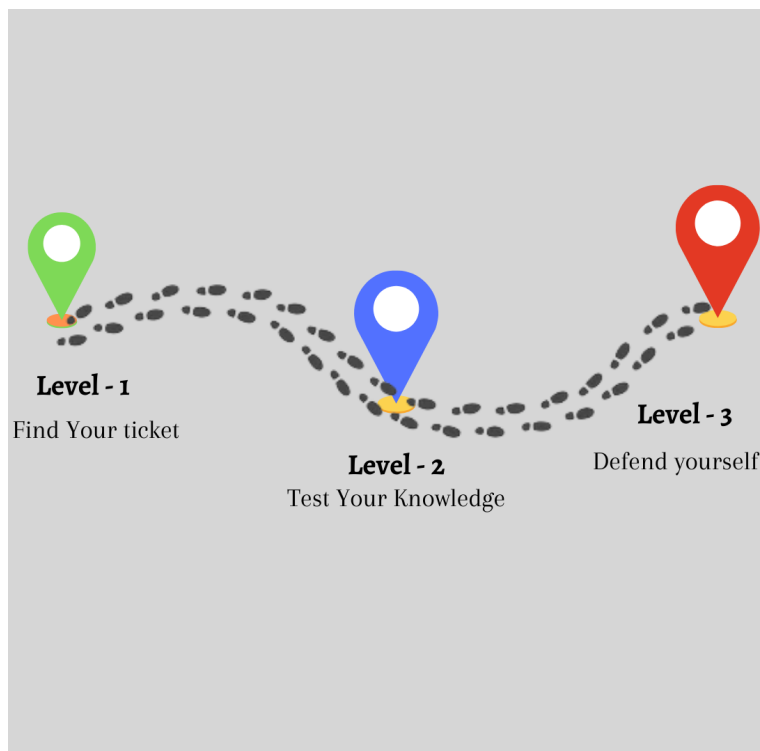 Level - 1
Find Your ticket
Level - 2
Test Your Knowledge
Level - 3
Defend yourself